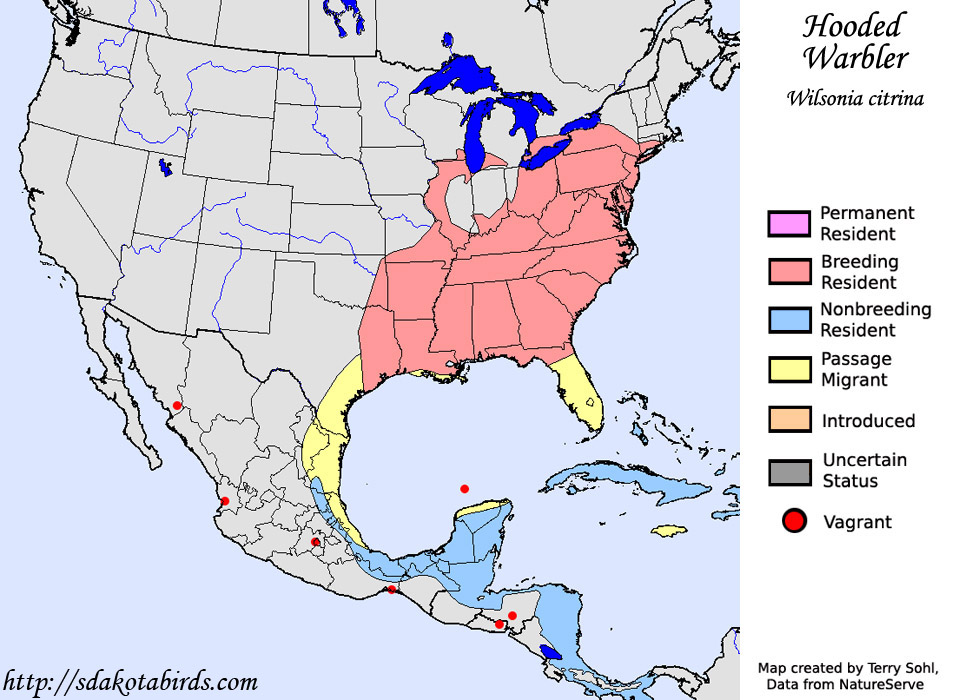 Hooded
Warbler
Wilsonia citrina
Permanent
Resident
Breeding
Resident
Nonbreeding
Resident
Passage
Migrant
Introduced
Uncertain
Status
Vagrant
http://sdakotabirds.com
Map created by Terry Sohl,
Data from NatureServe